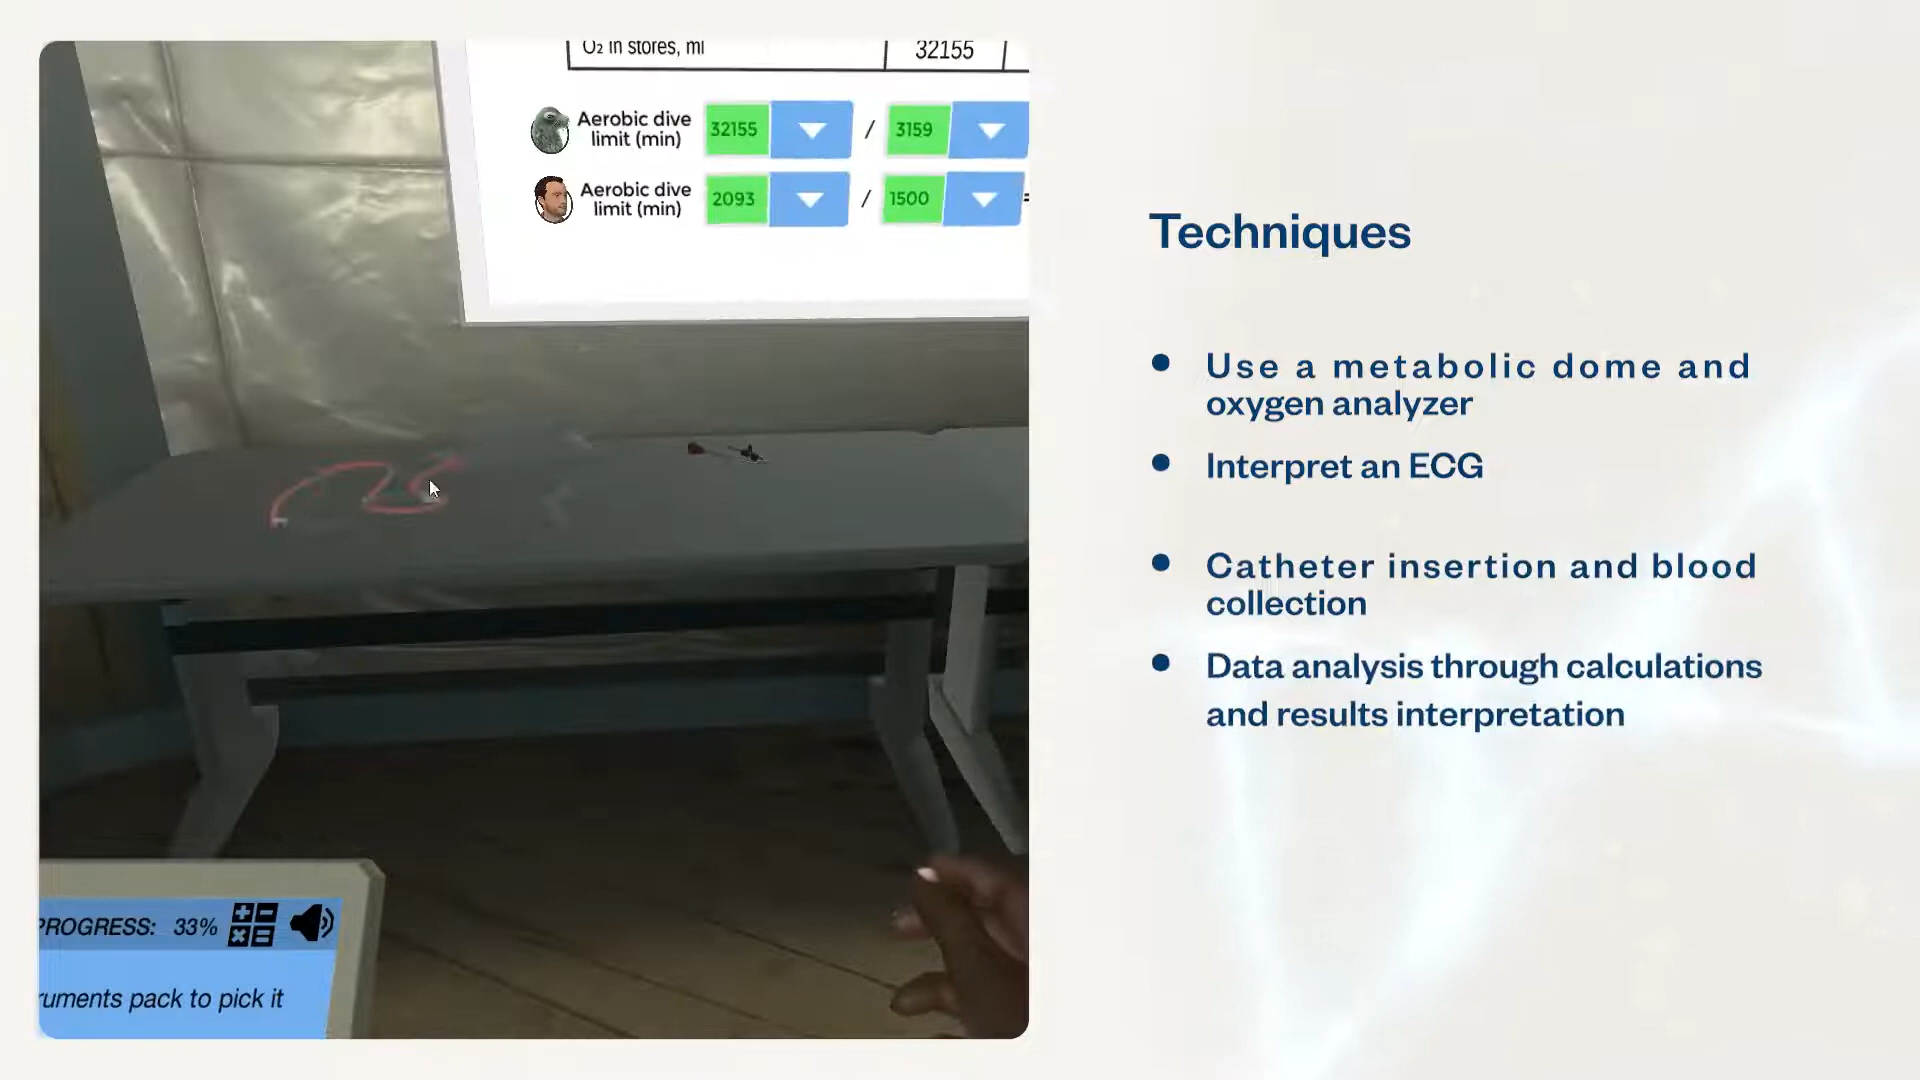 O₂ in stores, ml 32155
Aerobic dive
limit (min) 32155 / 3159
Aerobic dive
limit (min) 2093 / 1500 =
Techniques
• Use a metabolic dome and
oxygen analyzer
• Interpret an ECG
• Catheter insertion and blood
collection
• Data analysis through calculations
and results interpretation
PROGRESS: 33%
ruments pack to pick it